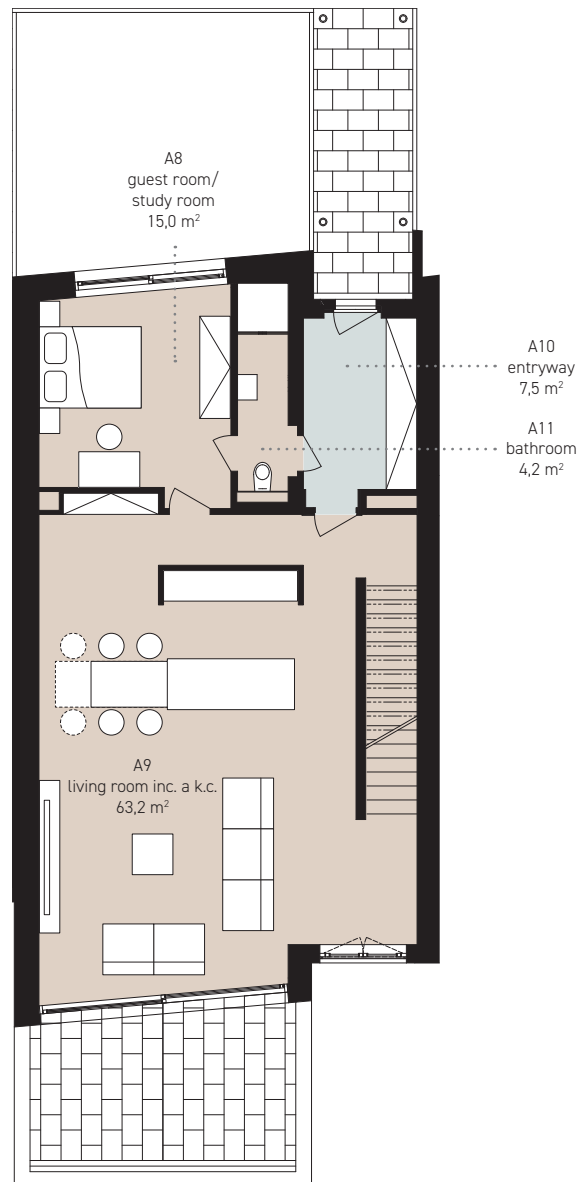 A8
guest room/
study room
15,0 m²
A10
entryway
7,5 m²
A11
bathroom
4,2 m²
A9
living room inc. a k.c.
63,2 m²